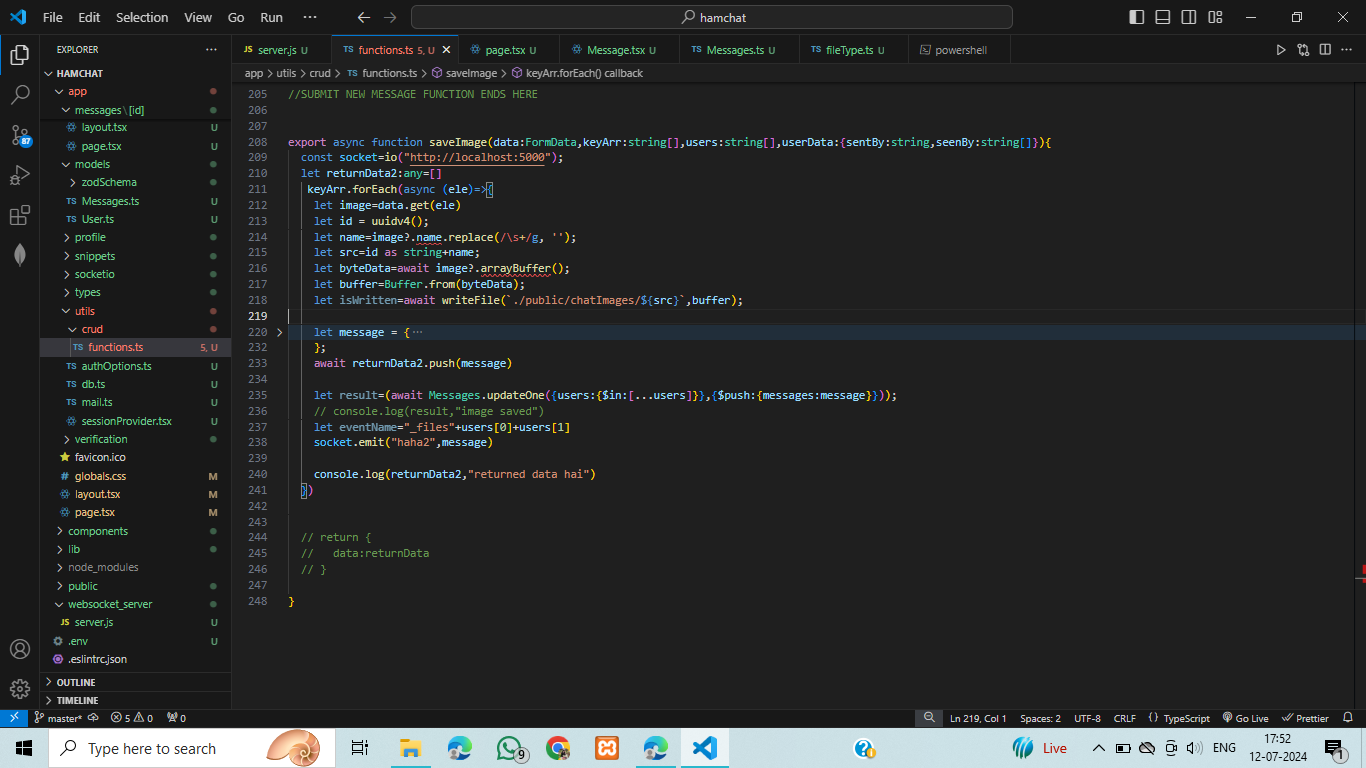 File Edit Selection View Go Run ··· hamchat
EXPLORER ···
HAMCHAT
app
messages\[id]
layout.tsx U
page.tsx U
models
zodSchema
TS Messages.ts U
TS User.ts U
profile
snippets
socketio
types
utils
crud
TS functions.ts 5, U
TS authOptions.ts U
TS db.ts U
TS mail.ts U
sessionProvider.tsx U
verification
favicon.ico
# globals.css M
layout.tsx M
page.tsx M
components
lib
node_modules
public
websocket_server
JS server.js U
.env U
.eslintrc.json
OUTLINE
TIMELINE
87
JS server.js U TS functions.ts 5, U page.tsx U Message.tsx U TS Messages.ts U TS fileType.ts U powershell
app > utils > crud > TS functions.ts > saveImage > keyArr.forEach() callback
205 //SUBMIT NEW MESSAGE FUNCTION ENDS HERE
206
207
208 export async function saveImage(data:FormData,keyArr:string[],users:string[],userData:{sentBy:string,seenBy:string[]}){
209 const socket=io("http://localhost:5000");
210 let returnData2:any=[]
211 keyArr.forEach(async (ele)=>{
212 let image=data.get(ele)
213 let id = uuidv4();
214 let name=image?.name.replace(/\s+/g, '');
215 let src=id as string+name;
216 let byteData=await image?.arrayBuffer();
217 let buffer=Buffer.from(byteData);
218 let isWritten=await writeFile(`./public/chatImages/${src}`,buffer);
219
220 let message = {···
232 };
233 await returnData2.push(message)
234
235 let result=(await Messages.updateOne({users:{$in:[...users]}},{$push:{messages:message}}));
236 // console.log(result,"image saved")
237 let eventName="_files"+users[0]+users[1]
238 socket.emit("haha2",message)
239
240 console.log(returnData2,"returned data hai")
241 })
242
243
244 // return {
245 // data:returnData
246 // }
247
248 }
master* 5 0 0 Ln 219, Col 1 Spaces: 2 UTF-8 CRLF {} TypeScript Go Live Prettier
Type here to search 9 Live ENG 17:52
12-07-2024 1